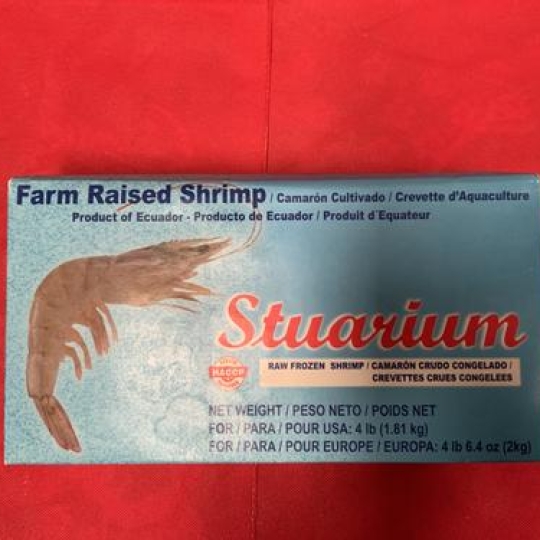 Farm Raised Shrimp / Camarón Cultivado / Crevette d'Aquaculture
Product of Ecuador - Producto de Ecuador / Produit d´Equateur
Stuarium
HACCP
RAW FROZEN SHRIMP / CAMARÓN CRUDO CONGELADO /
CREVETTES CRUES CONGELEES
NET WEIGHT / PESO NETO / POIDS NET
FOR / PARA / POUR USA: 4 lb (1.81 kg)
FOR / PARA / POUR EUROPE / EUROPA: 4 lb 6.4 oz (2kg)